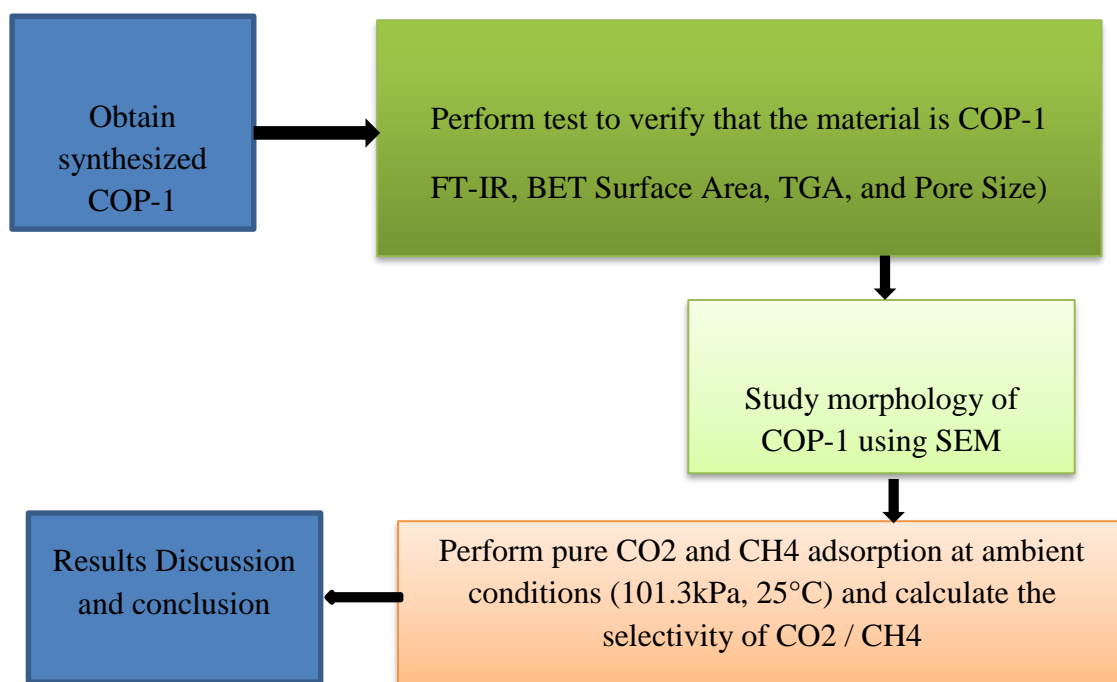 Obtain
synthesized
COP-1
Perform test to verify that the material is COP-1
FT-IR, BET Surface Area, TGA, and Pore Size)
Study morphology of
COP-1 using SEM
Perform pure CO2 and CH4 adsorption at ambient
conditions (101.3kPa, 25°C) and calculate the
selectivity of CO2 / CH4
Results Discussion
and conclusion